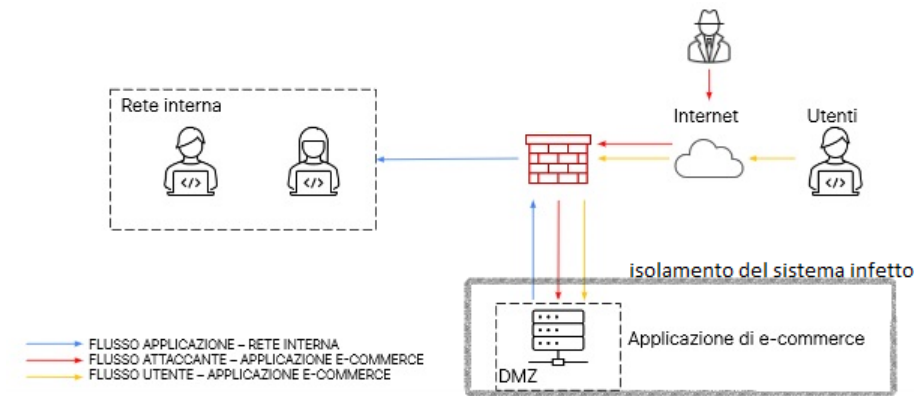 Rete interna
Internet
Utenti
</>
</>
</>
isolamento del sistema infetto
Applicazione di e-commerce
DMZ
FLUSSO APPLICAZIONE – RETE INTERNA
FLUSSO ATTACCANTE – APPLICAZIONE E-COMMERCE
FLUSSO UTENTE – APPLICAZIONE E-COMMERCE